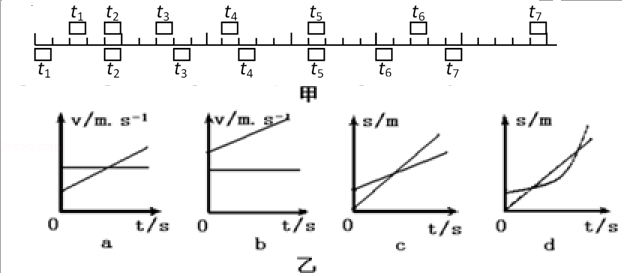 t₁ t₂ t₃ t₄ t₅ t₆ t₇
t₁ t₂ t₃ t₄ t₅ t₆ t₇
甲
v/m. s⁻¹ v/m. s⁻¹ s/m s/m
0 t/s 0 t/s 0 t/s 0 t/s
a b c d
乙